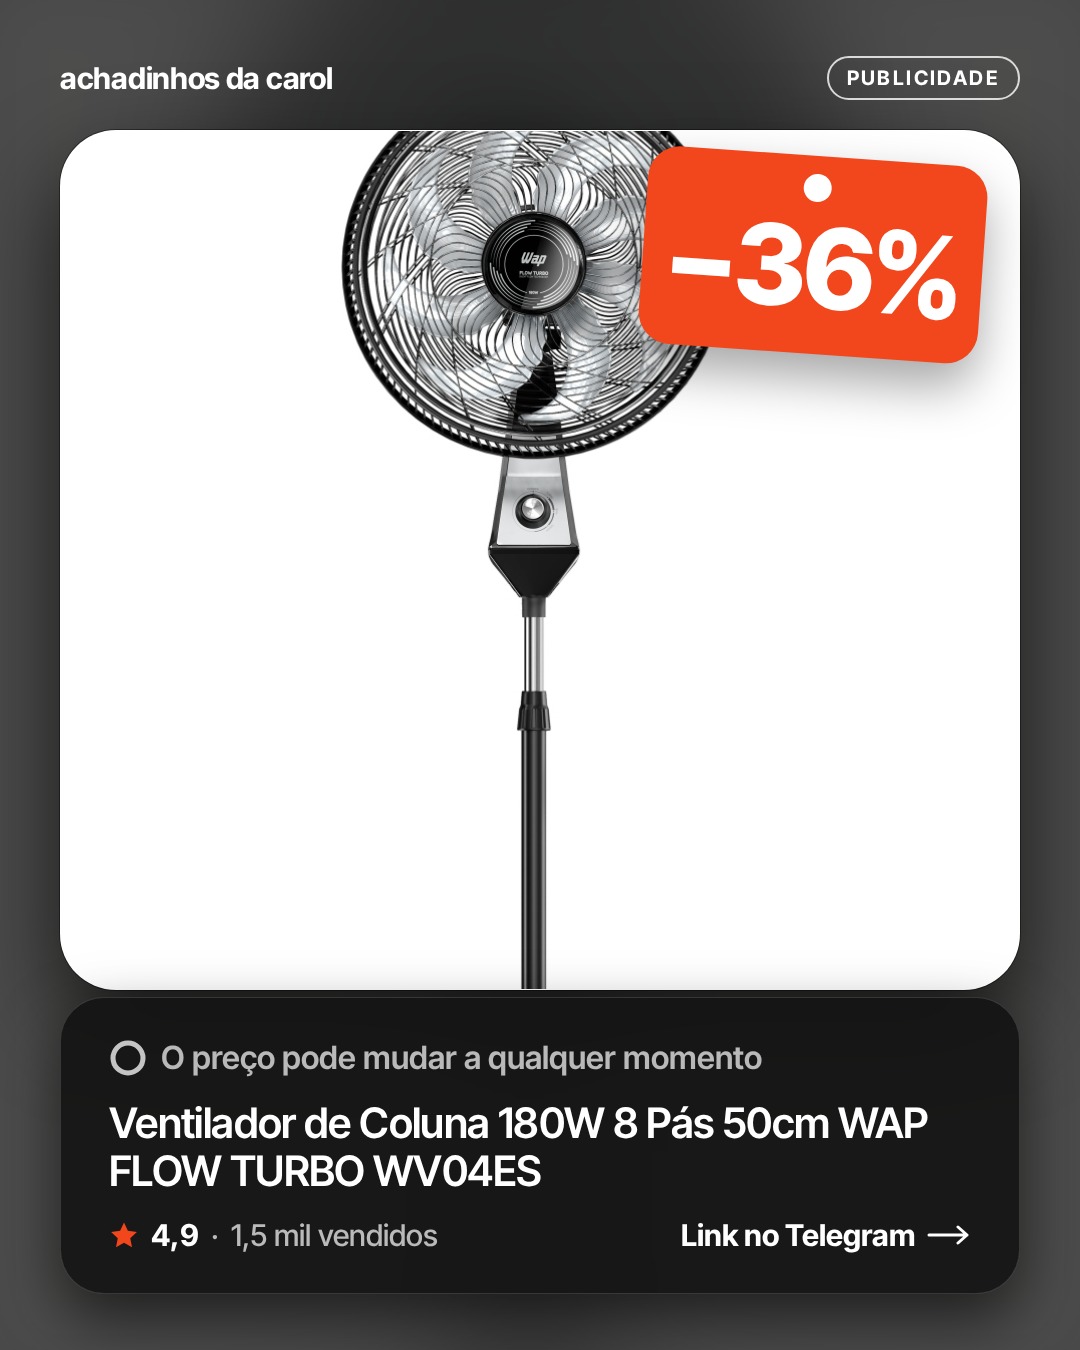 achadinhos da carol
PUBLICIDADE
−36%
Wap
FLOW TURBO
O preço pode mudar a qualquer momento
Ventilador de Coluna 180W 8 Pás 50cm WAP
FLOW TURBO WV04ES
4,9 · 1,5 mil vendidos
Link no Telegram →